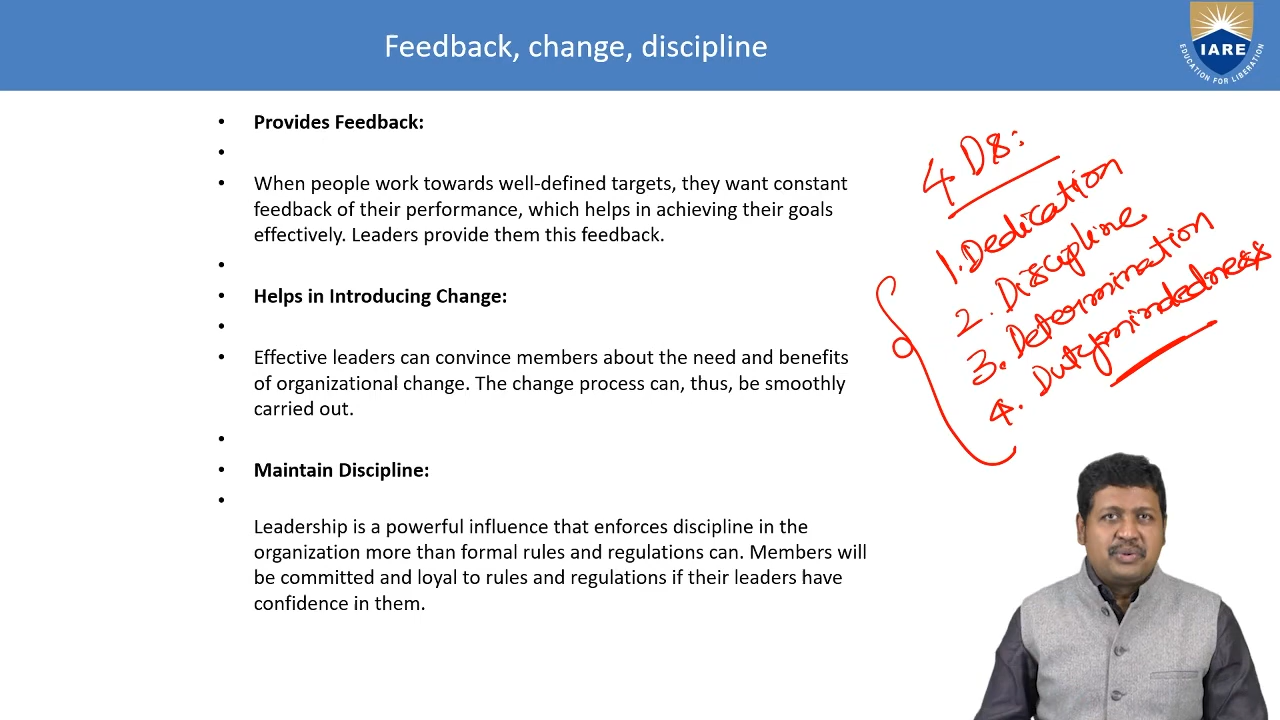 Feedback, change, discipline
IARE
EDUCATION FOR LIBERATION
• Provides Feedback:
•
• When people work towards well-defined targets, they want constant
feedback of their performance, which helps in achieving their goals
effectively. Leaders provide them this feedback.
•
• Helps in Introducing Change:
•
• Effective leaders can convince members about the need and benefits
of organizational change. The change process can, thus, be smoothly
carried out.
•
• Maintain Discipline:
•
Leadership is a powerful influence that enforces discipline in the
organization more than formal rules and regulations can. Members will
be committed and loyal to rules and regulations if their leaders have
confidence in them.
4 Ds:
1. Dedication
2. Discipline
3. Determination
4. Dutymindedness